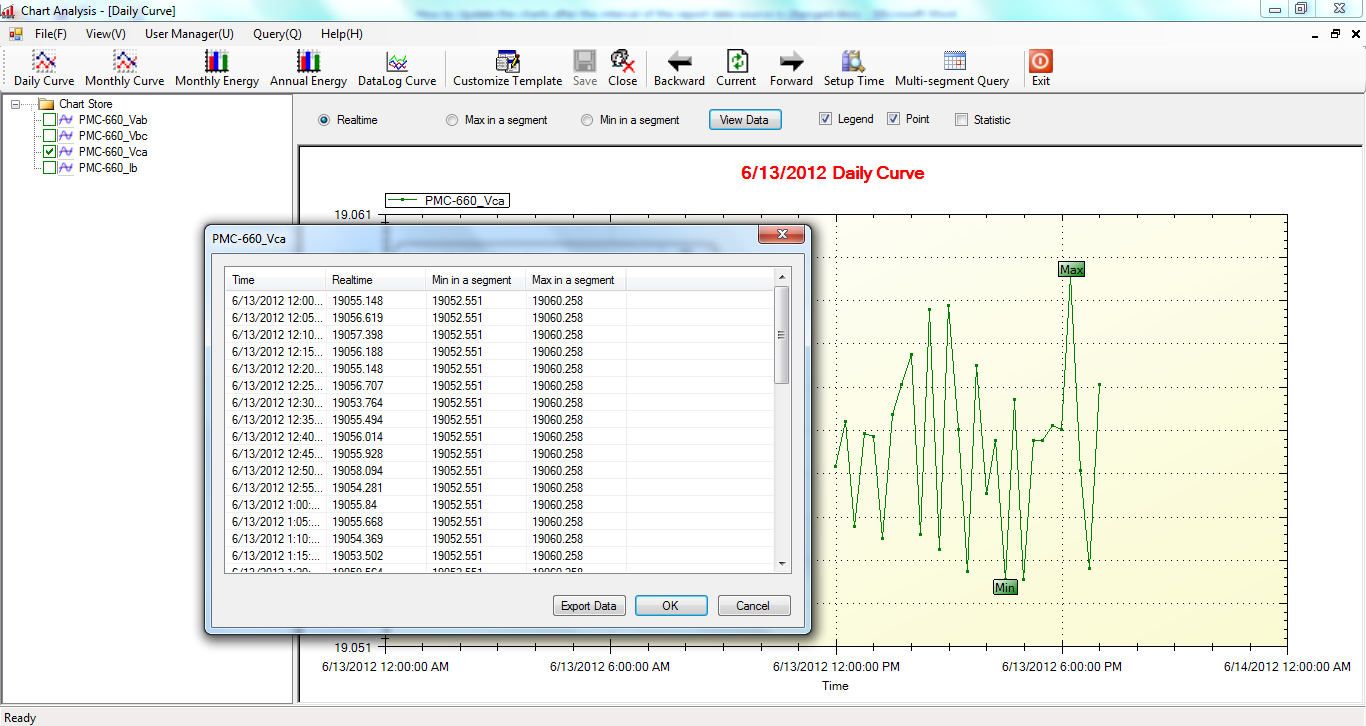 Chart Analysis - [Daily Curve]
File(F) View(V) User Manager(U) Query(Q) Help(H)
Daily Curve Monthly Curve Monthly Energy Annual Energy DataLog Curve Customize Template Save Close Backward Current Forward Setup Time Multi-segment Query Exit
Chart Store
PMC-660_Vab
PMC-660_Vbc
PMC-660_Vca
PMC-660_Ib
Realtime Max in a segment Min in a segment View Data Legend Point Statistic
6/13/2012 Daily Curve
PMC-660_Vca
19.061
Max
Min
19.051
6/13/2012 12:00:00 AM 6/13/2012 6:00:00 AM 6/13/2012 12:00:00 PM 6/13/2012 6:00:00 PM 6/14/2012 12:00:00 AM
Time
PMC-660_Vca
Time Realtime Min in a segment Max in a segment
6/13/2012 12:00... 19055.148 19052.551 19060.258
6/13/2012 12:05... 19056.619 19052.551 19060.258
6/13/2012 12:10... 19057.398 19052.551 19060.258
6/13/2012 12:15... 19056.188 19052.551 19060.258
6/13/2012 12:20... 19055.148 19052.551 19060.258
6/13/2012 12:25... 19056.707 19052.551 19060.258
6/13/2012 12:30... 19053.764 19052.551 19060.258
6/13/2012 12:35... 19055.494 19052.551 19060.258
6/13/2012 12:40... 19056.014 19052.551 19060.258
6/13/2012 12:45... 19055.928 19052.551 19060.258
6/13/2012 12:50... 19058.094 19052.551 19060.258
6/13/2012 12:55... 19054.281 19052.551 19060.258
6/13/2012 1:00:... 19055.84 19052.551 19060.258
6/13/2012 1:05:... 19055.668 19052.551 19060.258
6/13/2012 1:10:... 19054.369 19052.551 19060.258
6/13/2012 1:15:... 19053.502 19052.551 19060.258
Export Data OK Cancel
Ready